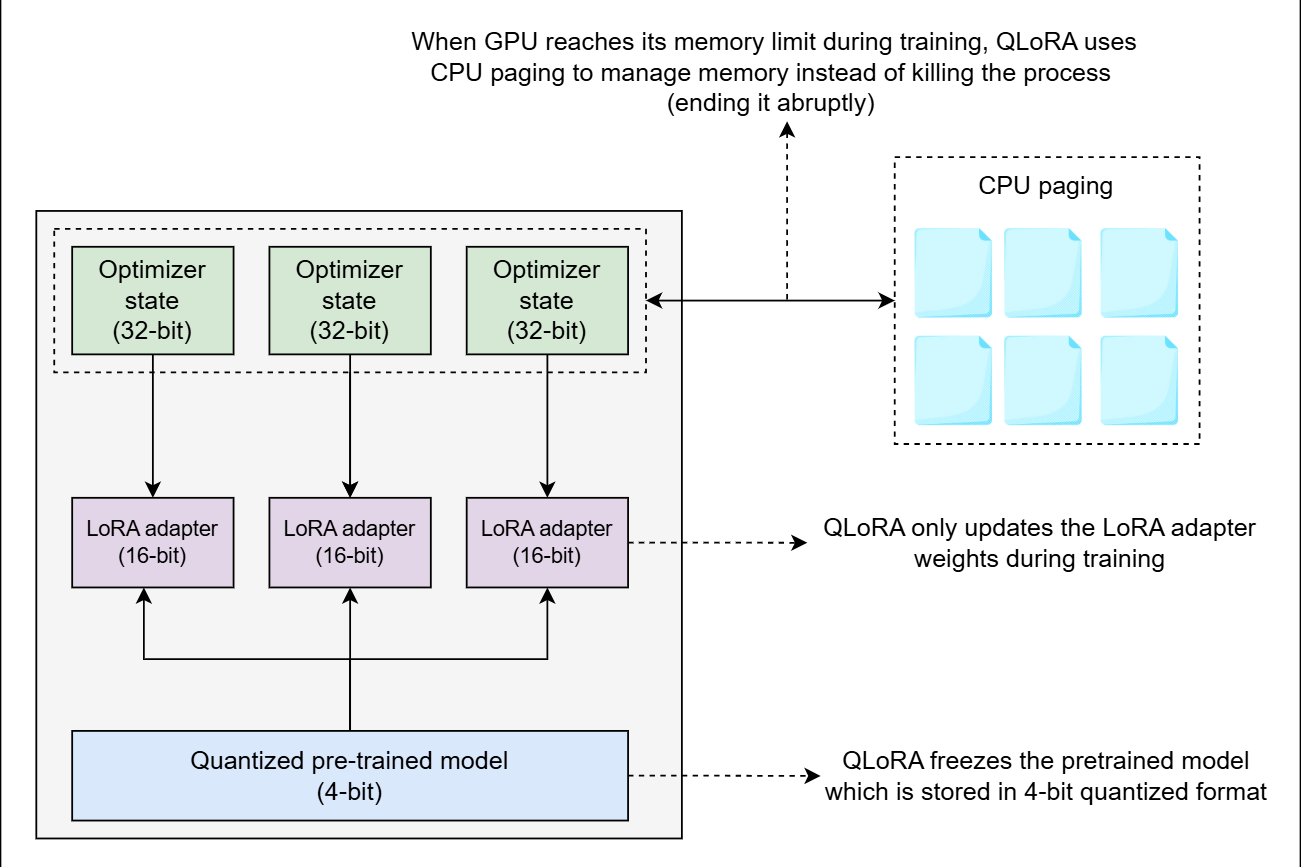 When GPU reaches its memory limit during training, QLoRA uses
CPU paging to manage memory instead of killing the process
(ending it abruptly)
CPU paging
Optimizer
state
(32-bit)
Optimizer
state
(32-bit)
Optimizer
state
(32-bit)
LoRA adapter
(16-bit)
LoRA adapter
(16-bit)
LoRA adapter
(16-bit)
QLoRA only updates the LoRA adapter
weights during training
Quantized pre-trained model
(4-bit)
QLoRA freezes the pretrained model
which is stored in 4-bit quantized format